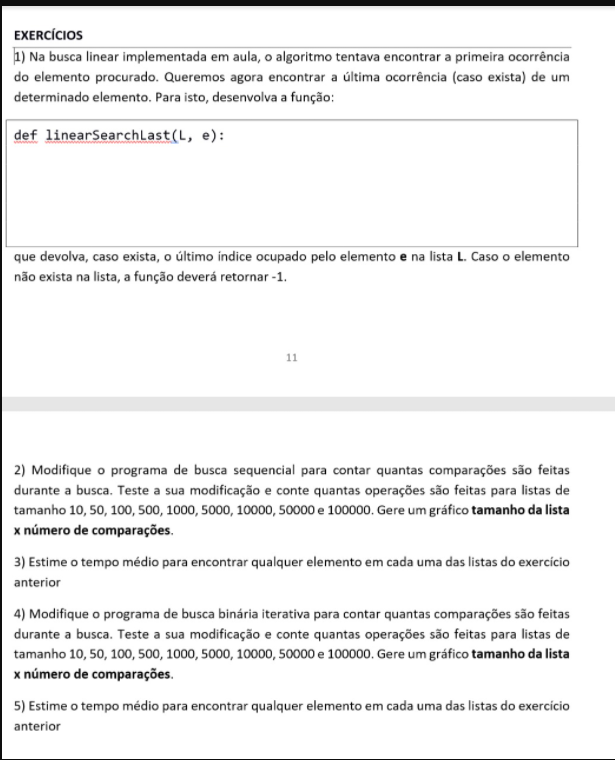 EXERCÍCIOS
1) Na busca linear implementada em aula, o algoritmo tentava encontrar a primeira ocorrência
do elemento procurado. Queremos agora encontrar a última ocorrência (caso exista) de um
determinado elemento. Para isto, desenvolva a função:
def linearSearchLast(L, e):
que devolva, caso exista, o último índice ocupado pelo elemento e na lista L. Caso o elemento
não exista na lista, a função deverá retornar -1.
11
2) Modifique o programa de busca sequencial para contar quantas comparações são feitas
durante a busca. Teste a sua modificação e conte quantas operações são feitas para listas de
tamanho 10, 50, 100, 500, 1000, 5000, 10000, 50000 e 100000. Gere um gráfico tamanho da lista
x número de comparações.
3) Estime o tempo médio para encontrar qualquer elemento em cada uma das listas do exercício
anterior
4) Modifique o programa de busca binária iterativa para contar quantas comparações são feitas
durante a busca. Teste a sua modificação e conte quantas operações são feitas para listas de
tamanho 10, 50, 100, 500, 1000, 5000, 10000, 50000 e 100000. Gere um gráfico tamanho da lista
x número de comparações.
5) Estime o tempo médio para encontrar qualquer elemento em cada uma das listas do exercício
anterior